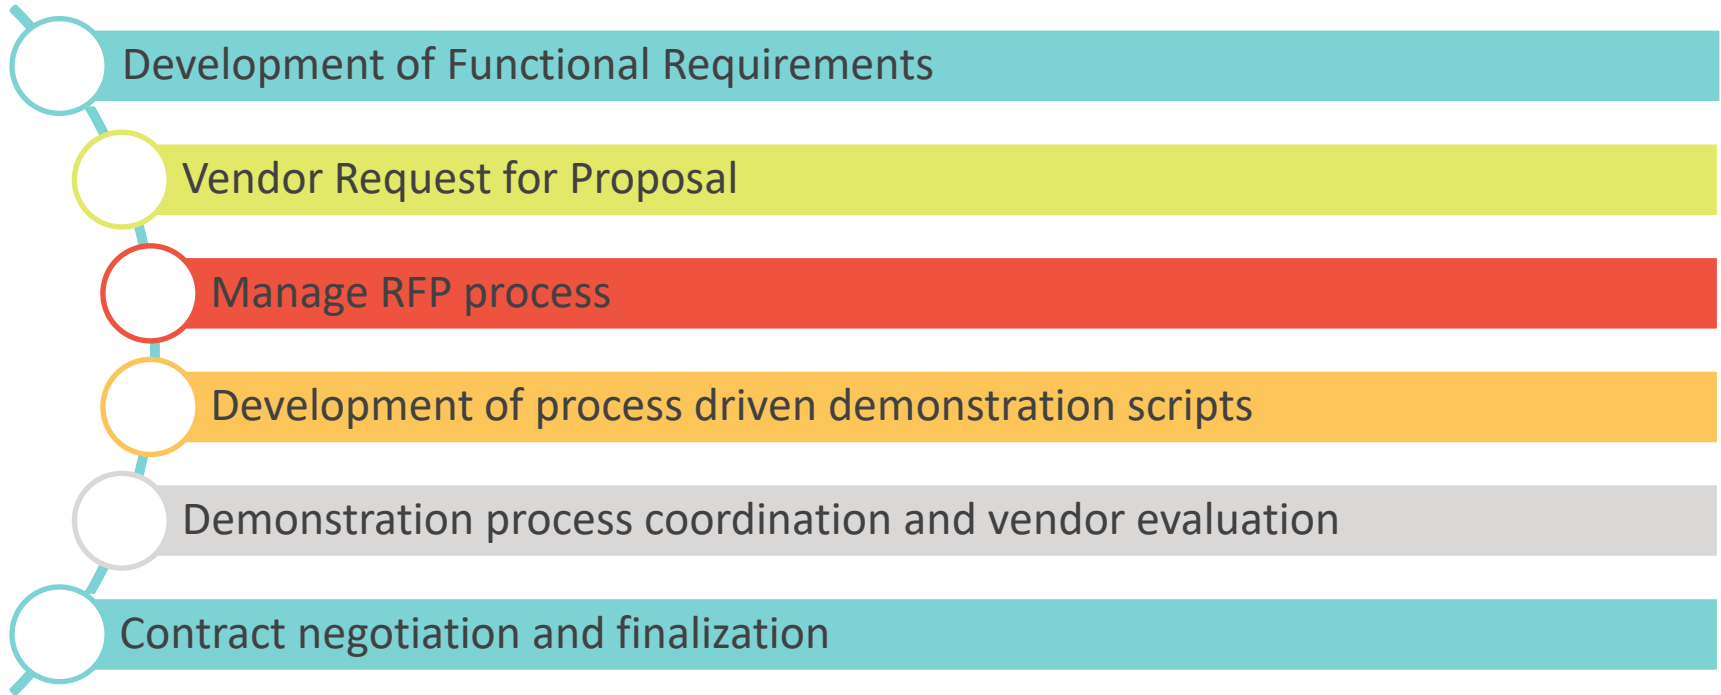 Development of Functional Requirements
Vendor Request for Proposal
Manage RFP process
Development of process driven demonstration scripts
Demonstration process coordination and vendor evaluation
Contract negotiation and finalization